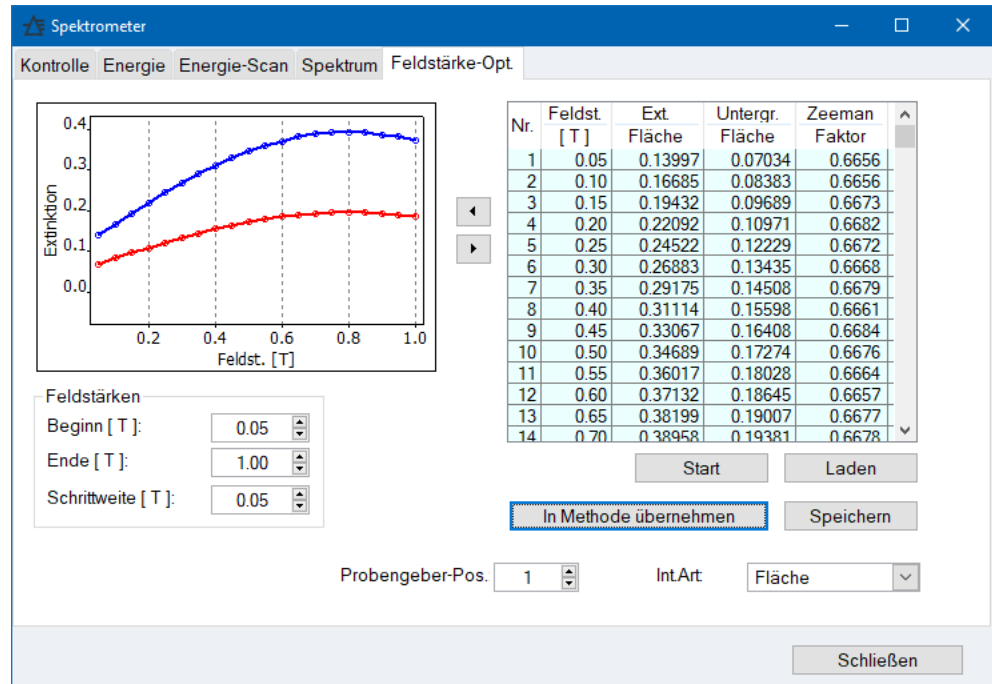 Spektrometer
Kontrolle Energie Energie-Scan Spektrum Feldstärke-Opt.
Extinktion
0.4
0.3
0.2
0.1
0.0
0.2 0.4 0.6 0.8 1.0
Feldst. [T]
Nr. Feldst. [ T ] Ext. Fläche Untergr. Fläche Zeeman Faktor
1 0.05 0.13997 0.07034 0.6656
2 0.10 0.16685 0.08383 0.6656
3 0.15 0.19432 0.09689 0.6673
4 0.20 0.22092 0.10971 0.6682
5 0.25 0.24522 0.12229 0.6672
6 0.30 0.26883 0.13435 0.6668
7 0.35 0.29175 0.14508 0.6679
8 0.40 0.31114 0.15598 0.6661
9 0.45 0.33067 0.16408 0.6684
10 0.50 0.34689 0.17274 0.6676
11 0.55 0.36017 0.18028 0.6664
12 0.60 0.37132 0.18645 0.6657
13 0.65 0.38199 0.19007 0.6677
14 0.70 0.38958 0.19381 0.6678
Feldstärken
Beginn [ T ]: 0.05
Ende [ T ]: 1.00
Schrittweite [ T ]: 0.05
Start Laden
In Methode übernehmen Speichern
Probengeber-Pos. 1 Int.Art Fläche
Schließen